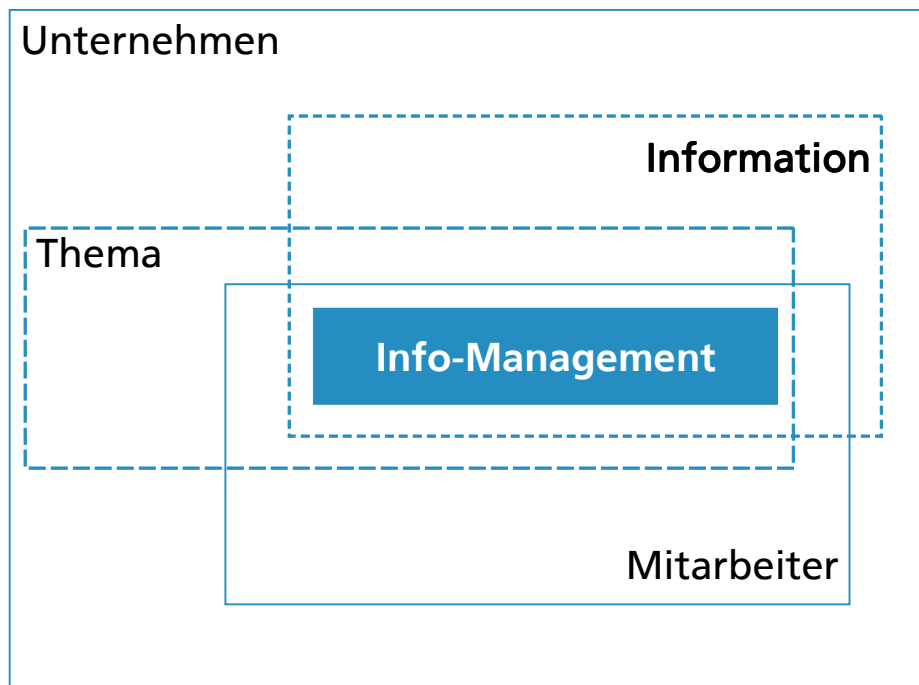 Unternehmen
Information
Thema
Info-Management
Mitarbeiter